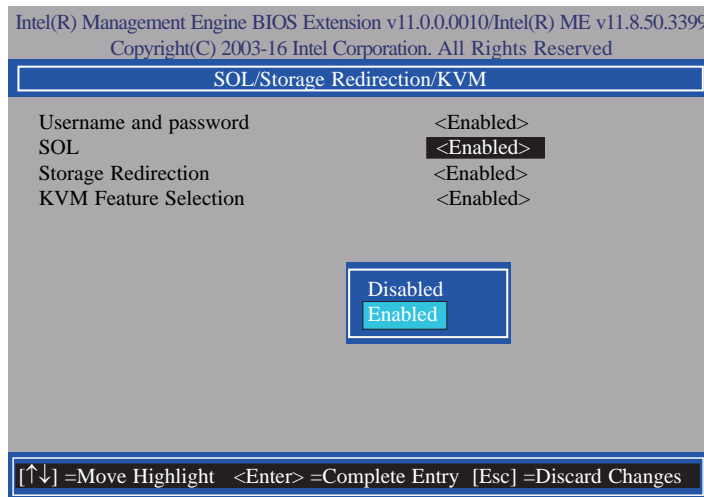 Intel(R) Management Engine BIOS Extension v11.0.0.0010/Intel(R) ME v11.8.50.3399
Copyright(C) 2003-16 Intel Corporation. All Rights Reserved
SOL/Storage Redirection/KVM
Username and password <Enabled>
SOL <Enabled>
Storage Redirection <Enabled>
KVM Feature Selection <Enabled>
Disabled
Enabled
[↑↓] =Move Highlight <Enter> =Complete Entry [Esc] =Discard Changes